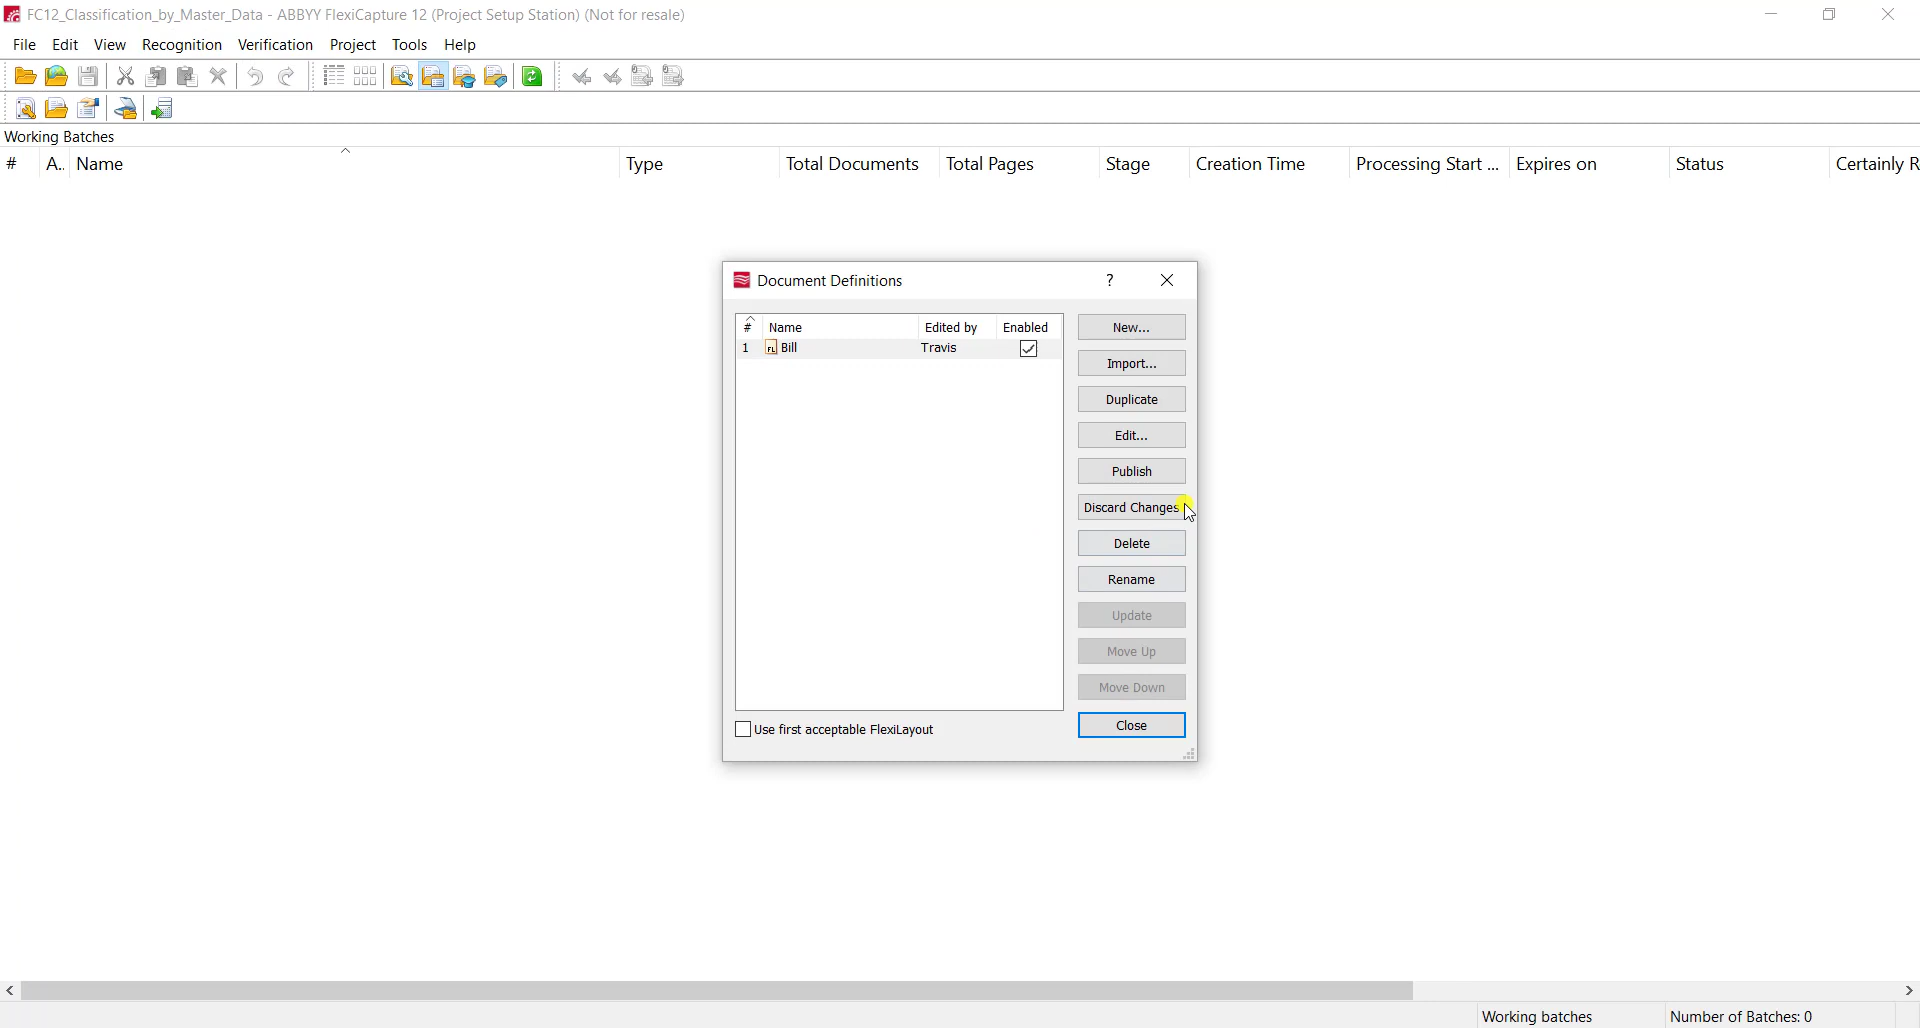 FC12_Classification_by_Master_Data - ABBYY FlexiCapture 12 (Project Setup Station) (Not for resale)
File Edit View Recognition Verification Project Tools Help
Working Batches
# A.. Name Type Total Documents Total Pages Stage Creation Time Processing Start ... Expires on Status Certainly R
Document Definitions ?
# Name Edited by Enabled
1 FL Bill Travis
New...
Import...
Duplicate
Edit...
Publish
Discard Changes
Delete
Rename
Update
Move Up
Move Down
Use first acceptable FlexiLayout
Close
Working batches Number of Batches: 0